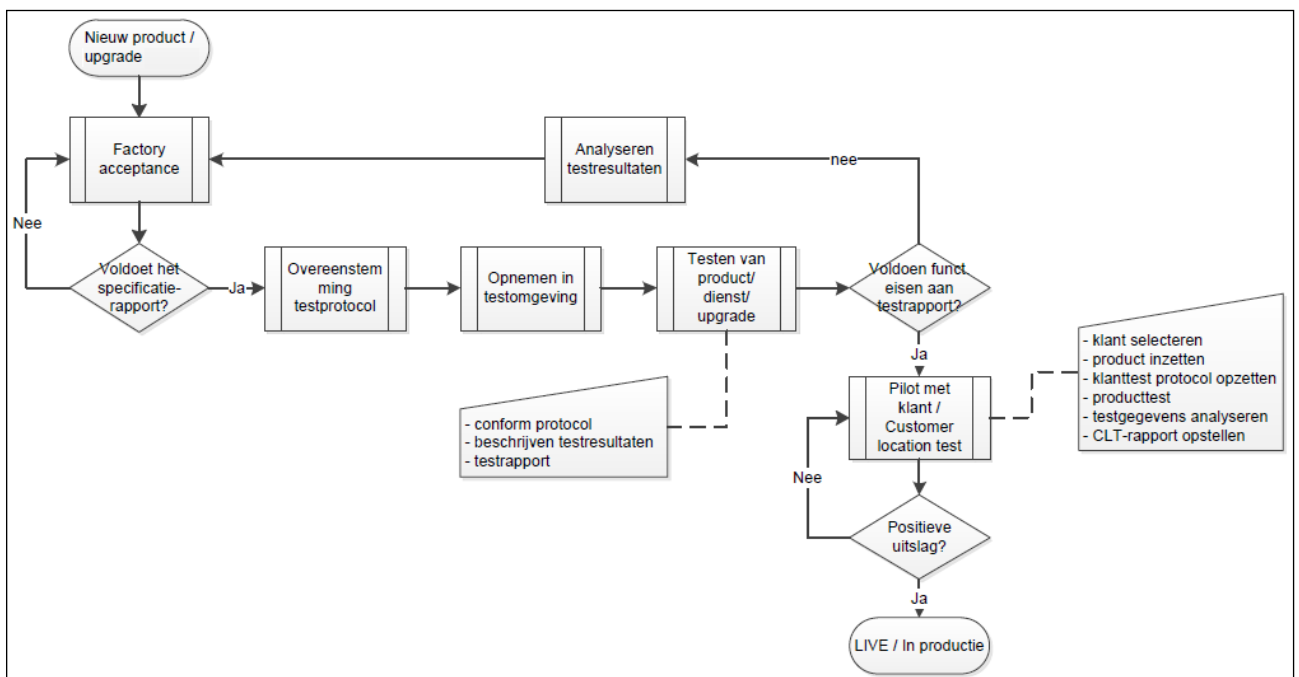 Nieuw product /
upgrade
Factory
acceptance
Analyseren
testresultaten
nee
Nee
Voldoet het
specificatie-
rapport?
Ja
Overeenstem
ming
testprotocol
Opnemen in
testomgeving
Testen van
product/
dienst/
upgrade
Voldoen funct.
eisen aan
testrapport?
Ja
- klant selecteren
- product inzetten
- klanttest protocol opzetten
- producttest
- testgegevens analyseren
- CLT-rapport opstellen
- conform protocol
- beschrijven testresultaten
- testrapport
Pilot met
klant /
Customer
location test
Nee
Positieve
uitslag?
Ja
LIVE / In productie